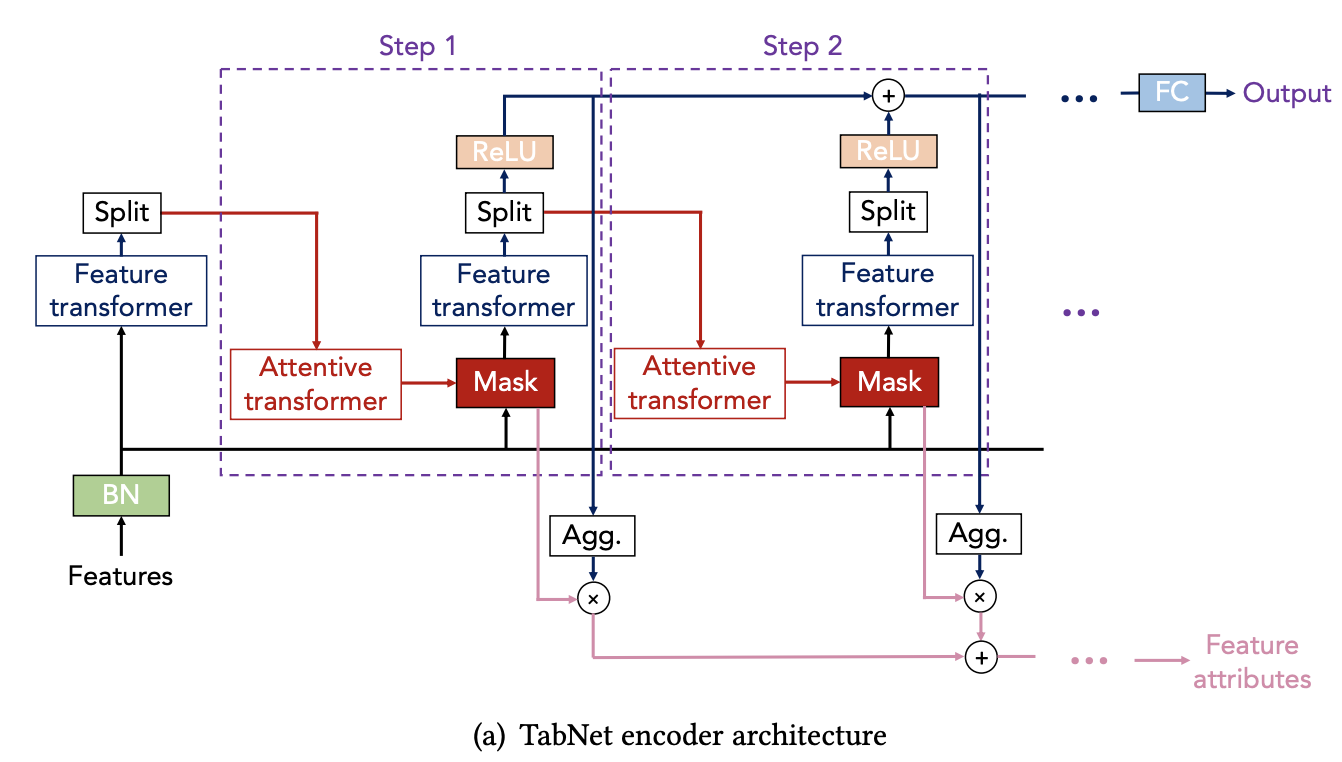 Step 1
Step 2
+
...
FC
Output
ReLU
ReLU
Split
Split
Split
Feature
transformer
Feature
transformer
Feature
transformer
...
Attentive
transformer
Mask
Attentive
transformer
Mask
BN
Agg.
Agg.
Features
×
×
+
...
Feature
attributes
(a) TabNet encoder architecture